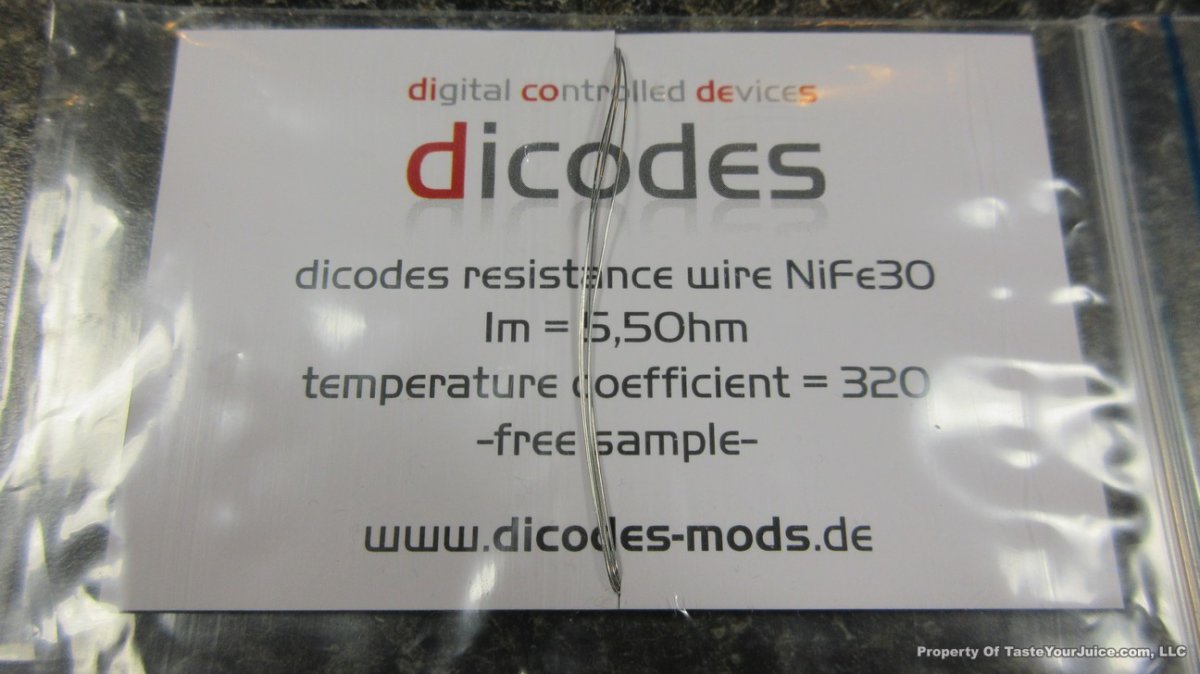 digital controlled devices
dicodes
dicodes resistance wire NiFe30
1m = 5,5Ohm
temperature coefficient = 320
-free sample-
www.dicodes-mods.de
Property Of TasteYourJuice.com, LLC